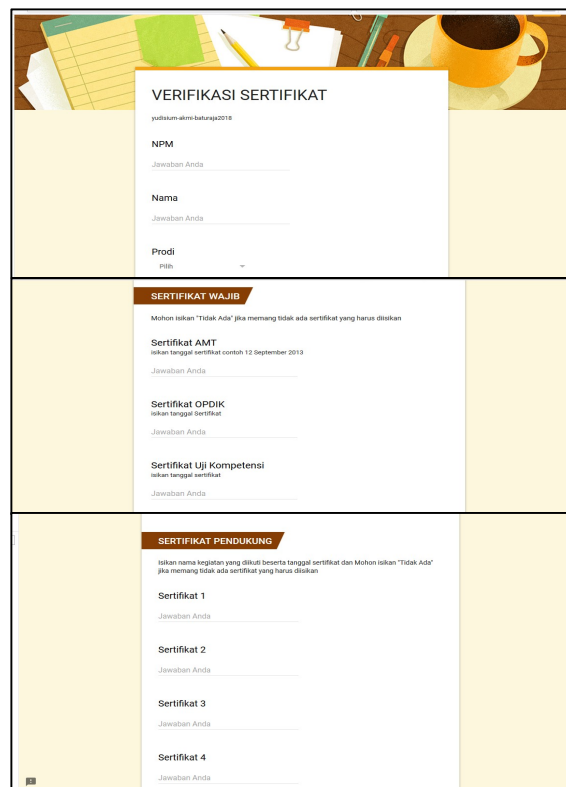 VERIFIKASI SERTIFIKAT
yudisium-akmi-baturaja2018
NPM
Jawaban Anda
Nama
Jawaban Anda
Prodi
Pilih
SERTIFIKAT WAJIB
Mohon isikan "Tidak Ada" jika memang tidak ada sertifikat yang harus diisikan
Sertifikat AMT
isikan tanggal sertifikat contoh 12 September 2013
Jawaban Anda
Sertifikat OPDIK
isikan tanggal Sertifikat
Jawaban Anda
Sertifikat Uji Kompetensi
isikan tanggal sertifikat
Jawaban Anda
SERTIFIKAT PENDUKUNG
Isikan nama kegiatan yang diikuti beserta tanggal sertifikat dan Mohon isikan "Tidak Ada"
jika memang tidak ada sertifikat yang harus diisikan
Sertifikat 1
Jawaban Anda
Sertifikat 2
Jawaban Anda
Sertifikat 3
Jawaban Anda
Sertifikat 4
Jawaban Anda